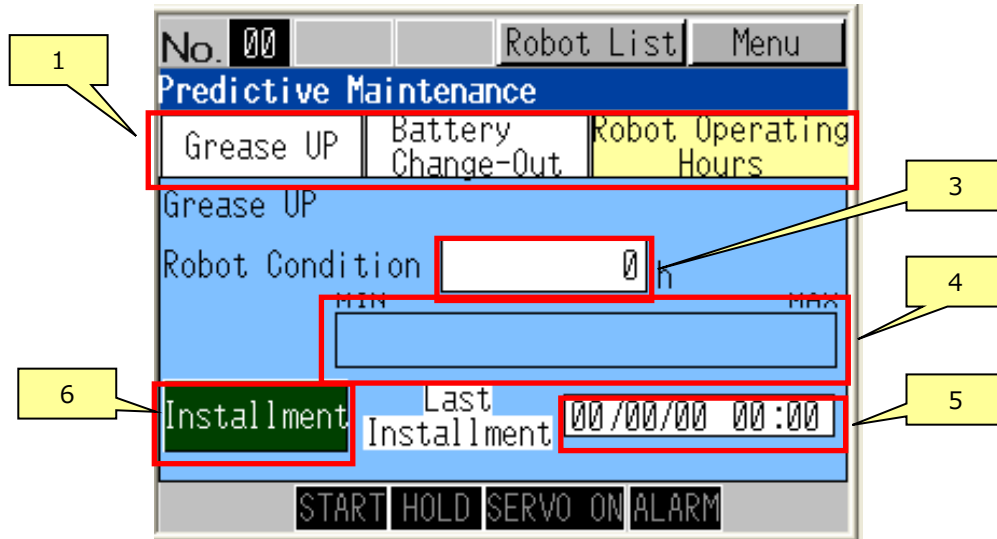 No. 00 Robot List Menu
Predictive Maintenance
1
Grease UP Battery Change-Out Robot Operating Hours
3
Grease UP
Robot Condition 0 h
4
MIN MAX
6
Installment Last Installment 00/00/00 00:00
5
START HOLD SERVO ON ALARM